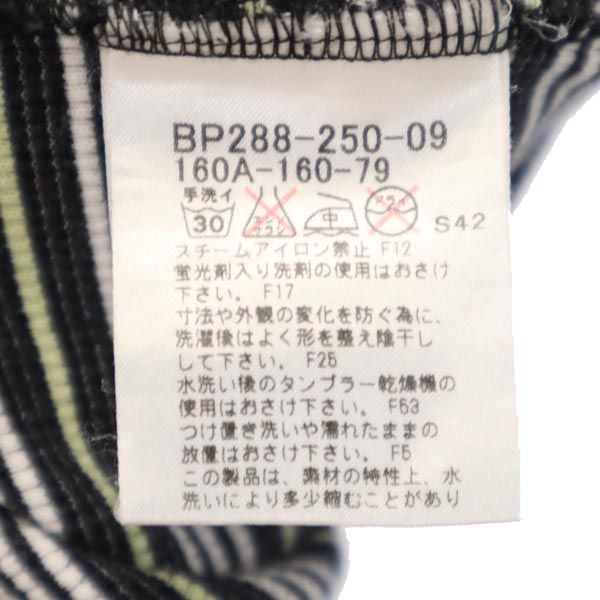 BP288-250-09
160A-160-79
手洗イ
30
エンソ
サラシ
中
S42
スチームアイロン禁止 F12
蛍光剤入り洗剤の使用はおさけ
下さい。 F17
寸法や外観の変化を防ぐ為に、
洗濯後はよく形を整え陰干し
して下さい。 F25
水洗い後のタンブラー乾燥機の
使用はおさけ下さい。 F53
つけ置き洗いや濡れたままの
放置はおさけ下さい。 F5
この製品は、素材の特性上、水
洗いにより多少縮むことがあり